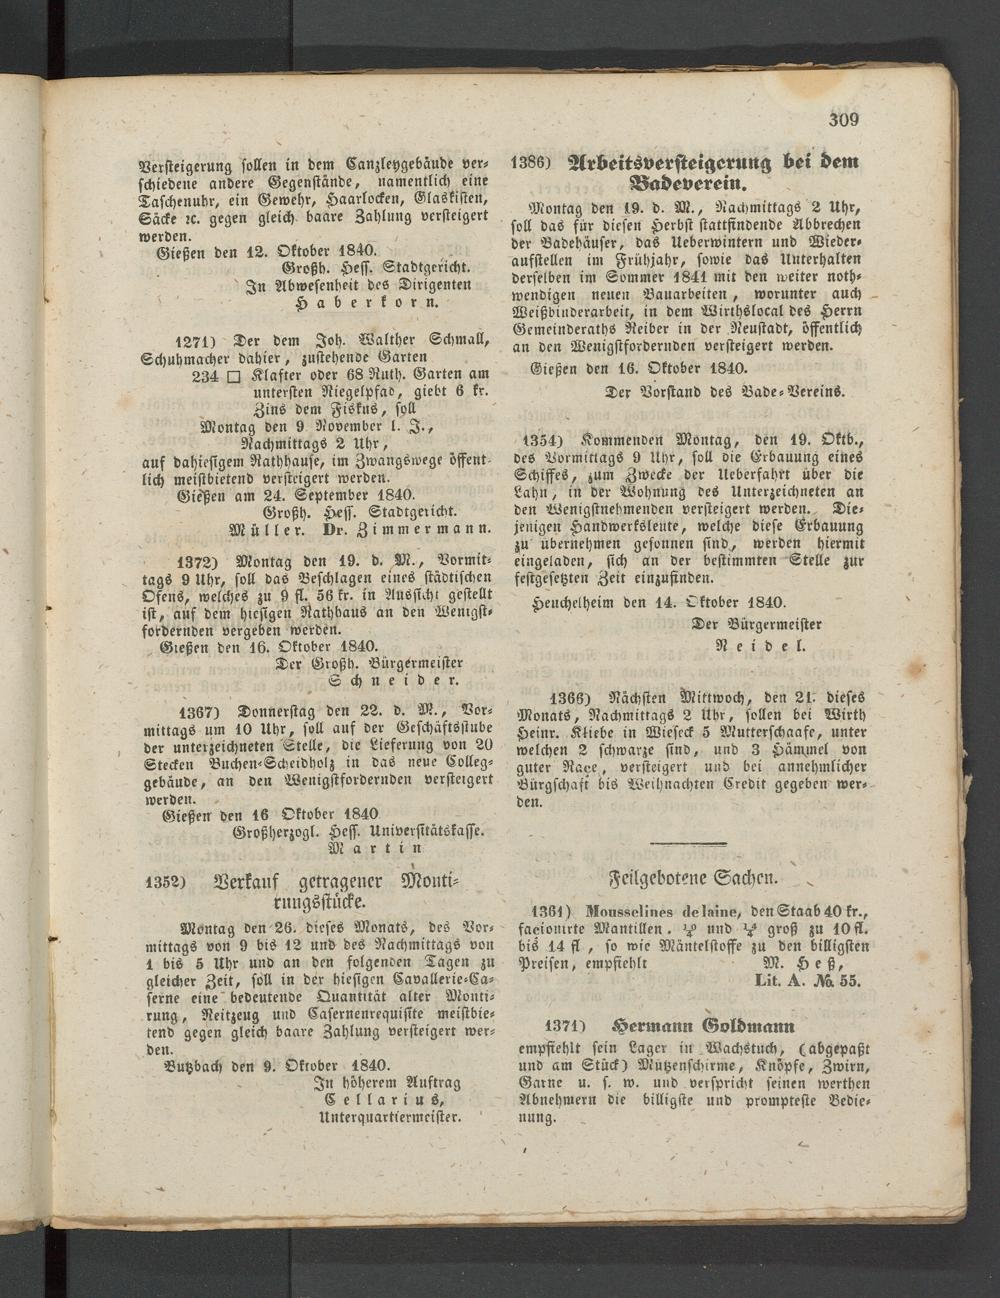 309
Versteigerung sollen in dem Canzleygebäude ver-
schiedene andere Gegenstände, namentlich eine
Taschenuhr, ein Gewehr, Haarlocken, Glaskisten,
Säcke ꝛc. gegen gleich baare Zahlung versteigert
werden.
Gießen den 12. Oktober 1840.
Großh. Hess. Stadtgericht.
In Abwesenheit des Dirigenten
Haberkorn.
1271) Der dem Joh. Walther Schmall,
Schuhmacher dahier, zustehende Garten
234 □ Klafter oder 68 Ruth. Garten am
untersten Riegelpfad, giebt 6 kr.
Zins dem Fiskus, soll
Montag den 9 November l. J.,
Nachmittags 2 Uhr,
auf dahiesigem Rathhause, im Zwangswege öffent-
lich meistbietend versteigert werden.
Gießen am 24. September 1840.
Großh. Hess. Stadtgericht.
Müller. Dr. Zimmermann.
1372) Montag den 19. d. M., Vormit-
tags 9 Uhr, soll das Beschlagen eines städtischen
Ofens, welches zu 9 fl. 56 kr. in Aussicht gestellt
ist, auf dem hiesigen Rathhaus an den Wenigst-
fordernden vergeben werden.
Gießen den 16. Oktober 1840.
Der Großh. Bürgermeister
Schneider.
1367) Donnerstag den 22. d. M., Vor-
mittags um 10 Uhr, soll auf der Geschäftsstube
der unterzeichneten Stelle, die Lieferung von 20
Stecken Buchen-Scheidholz in das neue Colleg-
gebäude, an den Wenigstfordernden versteigert
werden.
Gießen den 16 Oktober 1840
Großherzogl. Hess. Universitätskasse.
Martin
1352) Verkauf getragener Monti-
rungsstücke.
Montag den 26. dieses Monats, des Vor-
mittags von 9 bis 12 und des Nachmittags von
1 bis 5 Uhr und an den folgenden Tagen zu
gleicher Zeit, soll in der hiesigen Cavallerie-Ca-
serne eine bedeutende Quantität alter Monti-
rung, Reitzeug und Casernenrequisite meistbie-
tend gegen gleich baare Zahlung versteigert wer-
den.
Butzbach den 9. Oktober 1840.
In höherem Auftrag
Cellarius,
Unterquartiermeister.
1386) Arbeitsversteigerung bei dem
Badeverein.
Montag den 19. d. M., Nachmittags 2 Uhr,
soll das für diesen Herbst stattfindende Abbrechen
der Badehäuser, das Ueberwintern und Wieder-
aufstellen im Frühjahr, sowie das Unterhalten
derselben im Sommer 1841 mit den weiter noth-
wendigen neuen Bauarbeiten, worunter auch
Weißbinderarbeit, in dem Wirthslocal des Herrn
Gemeinderaths Reiber in der Neustadt, öffentlich
an den Wenigstfordernden versteigert werden.
Gießen den 16. Oktober 1840.
Der Vorstand des Bade-Vereins.
1354) Kommenden Montag, den 19. Oktb.,
des Vormittags 9 Uhr, soll die Erbauung eines
Schiffes, zum Zwecke der Ueberfahrt über die
Lahn, in der Wohnung des Unterzeichneten an
den Wenigstnehmenden versteigert werden. Die-
jenigen Handwerksleute, welche diese Erbauung
zu übernehmen gesonnen sind, werden hiermit
eingeladen, sich an der bestimmten Stelle zur
festgesetzten Zeit einzufinden.
Heuchelheim den 14. Oktober 1840.
Der Bürgermeister
Reidel.
1366) Nächsten Mittwoch, den 21. dieses
Monats, Nachmittags 2 Uhr, sollen bei Wirth
Heinr. Kliebe in Wieseck 5 Mutterschaafe, unter
welchen 2 schwarze sind, und 3 Hämmel von
guter Race, versteigert und bei annehmlicher
Bürgschaft bis Weihnachten Credit gegeben wer-
den.
Feilgebotene Sachen.
1361) Mousselines de laine, den Staab 40 kr.,
facionirte Mantillen. und groß zu 10 fl.
bis 14 fl, so wie Mäntelstoffe zu den billigsten
Preisen, empfiehlt M. Heß,
Lit. A. № 55.
1371) Hermann Goldmann
empfiehlt sein Lager in Wachstuch, (abgepaßt
und am Stück) Mützenschirme, Knöpfe, Zwirn,
Garne u. s. w. und verspricht seinen werthen
Abnehmern die billigste und prompteste Bedie-
nung.